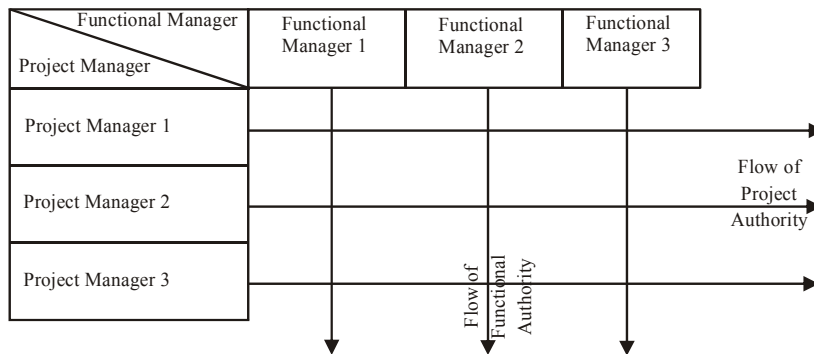 Functional Manager
Project Manager
Functional
Manager 1
Functional
Manager 2
Functional
Manager 3
Project Manager 1
Project Manager 2
Project Manager 3
Flow of
Project
Authority
Flow of
Functional
Authority